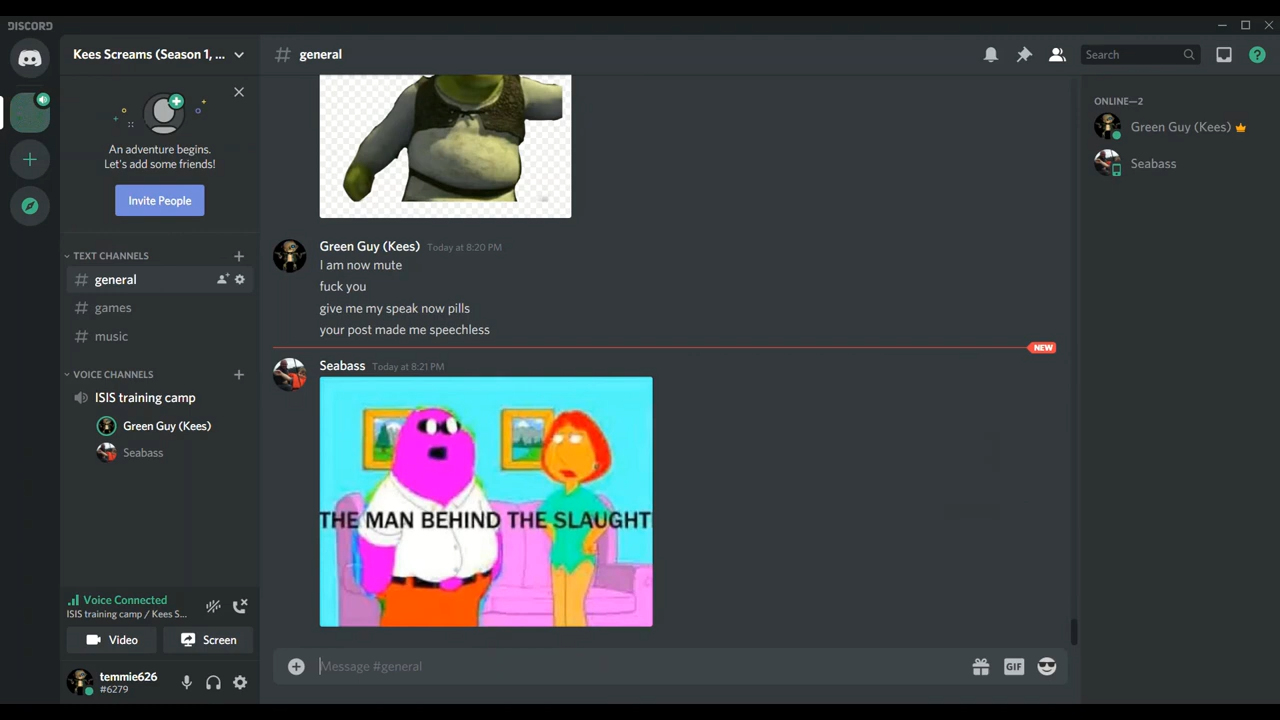 DISCORD
Kees Screams (Season 1, ...
general
Search
An adventure begins.
Let's add some friends!
Invite People
TEXT CHANNELS
general
games
music
VOICE CHANNELS
ISIS training camp
Green Guy (Kees)
Seabass
Voice Connected
ISIS training camp / Kees S...
Video
Screen
temmie626
#6279
Green Guy (Kees) Today at 8:20 PM
I am now mute
fuck you
give me my speak now pills
your post made me speechless
NEW
Seabass Today at 8:21 PM
THE MAN BEHIND THE SLAUGHT
Message #general
GIF
ONLINE—2
Green Guy (Kees)
Seabass